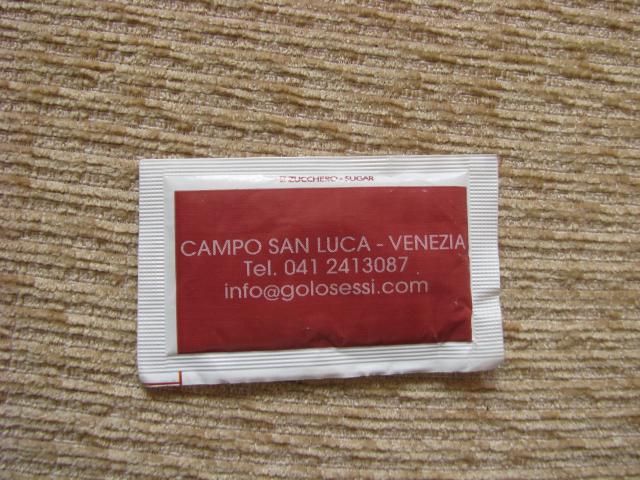 ZUCCHERO - SUGAR
CAMPO SAN LUCA - VENEZIA
Tel. 041 2413087
info@golosessi.com